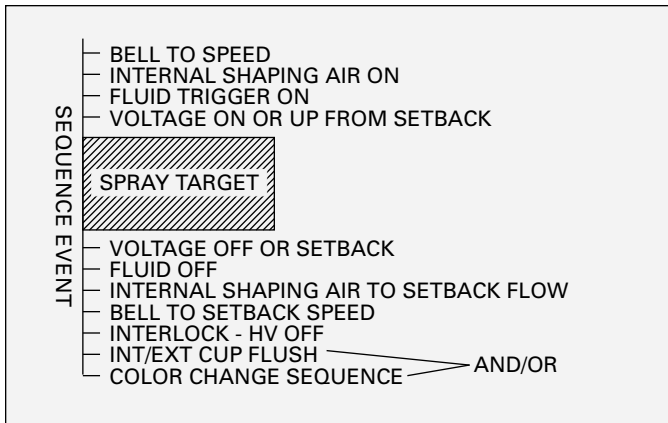 BELL TO SPEED
INTERNAL SHAPING AIR ON
FLUID TRIGGER ON
VOLTAGE ON OR UP FROM SETBACK
SEQUENCE EVENT
SPRAY TARGET
VOLTAGE OFF OR SETBACK
FLUID OFF
INTERNAL SHAPING AIR TO SETBACK FLOW
BELL TO SETBACK SPEED
INTERLOCK - HV OFF
INT/EXT CUP FLUSH
AND/OR
COLOR CHANGE SEQUENCE